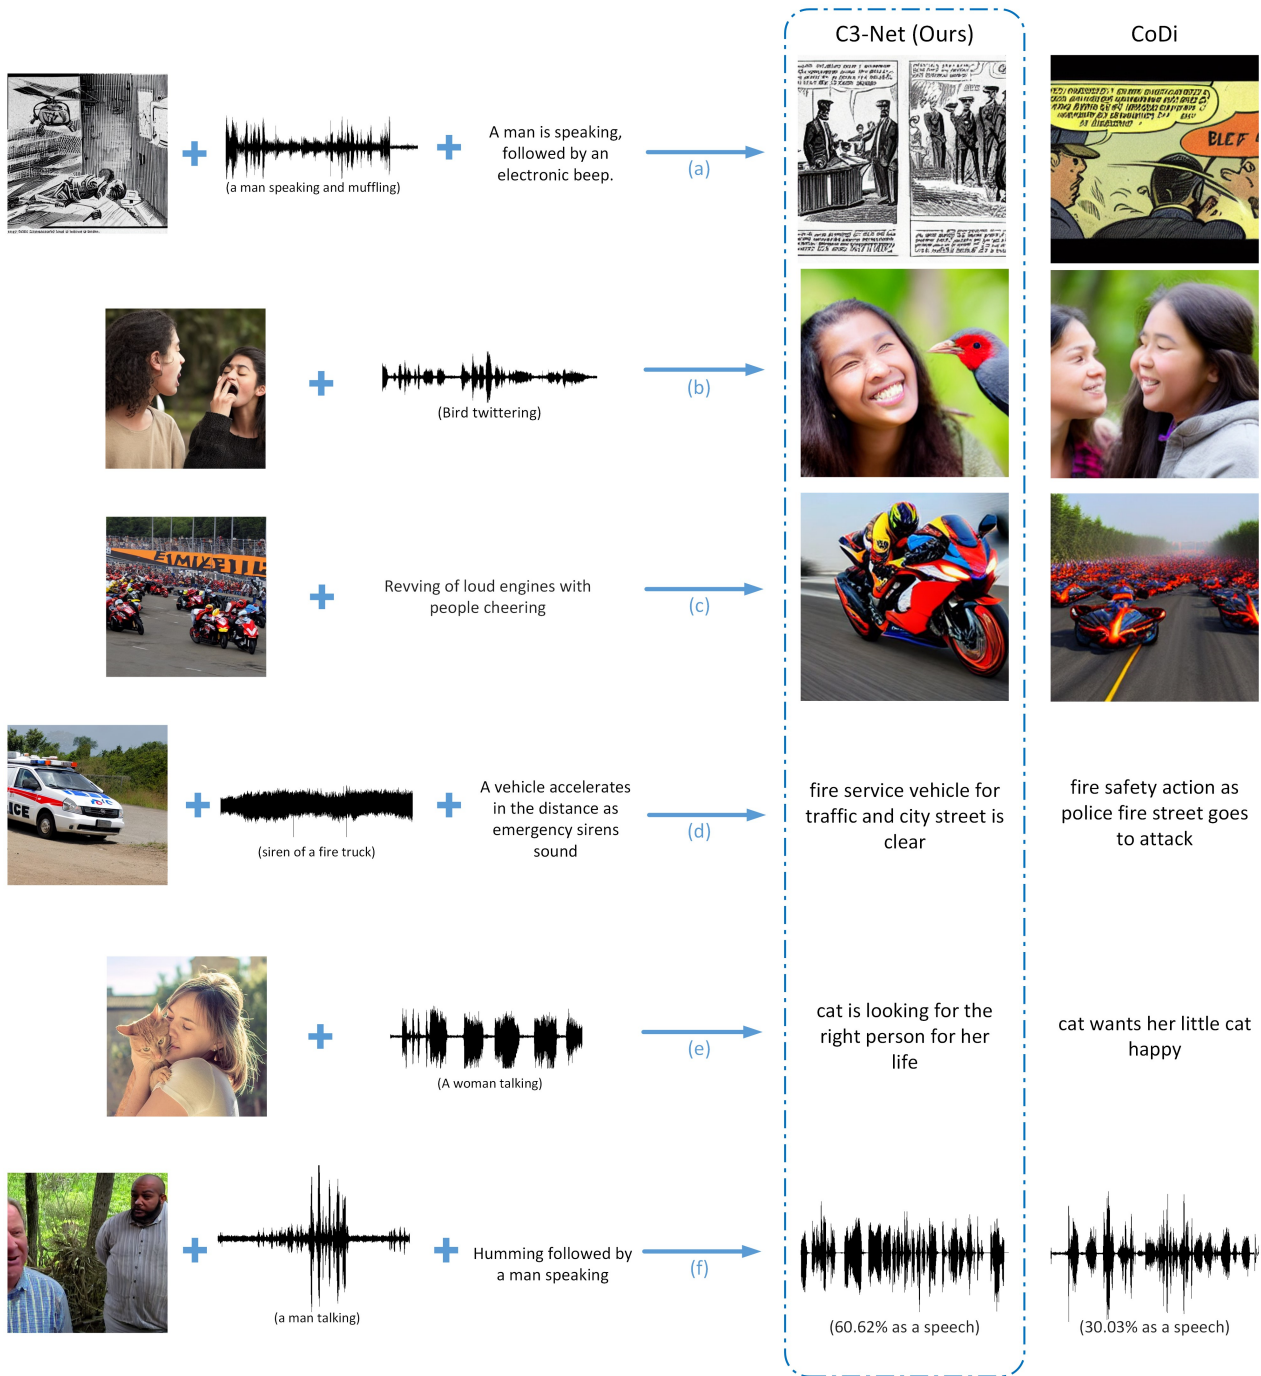 C3-Net (Ours)
CoDi
A man is speaking,
followed by an
electronic beep.
(a man speaking and muffling)
(a)
BLEF
(Bird twittering)
(b)
Revving of loud engines with
people cheering
(c)
ICE
A vehicle accelerates
in the distance as
emergency sirens
sound
(siren of a fire truck)
(d)
fire service vehicle for
traffic and city street is
clear
fire safety action as
police fire street goes
to attack
(A woman talking)
(e)
cat is looking for the
right person for her
life
cat wants her little cat
happy
(a man talking)
Humming followed by
a man speaking
(f)
(60.62% as a speech)
(30.03% as a speech)